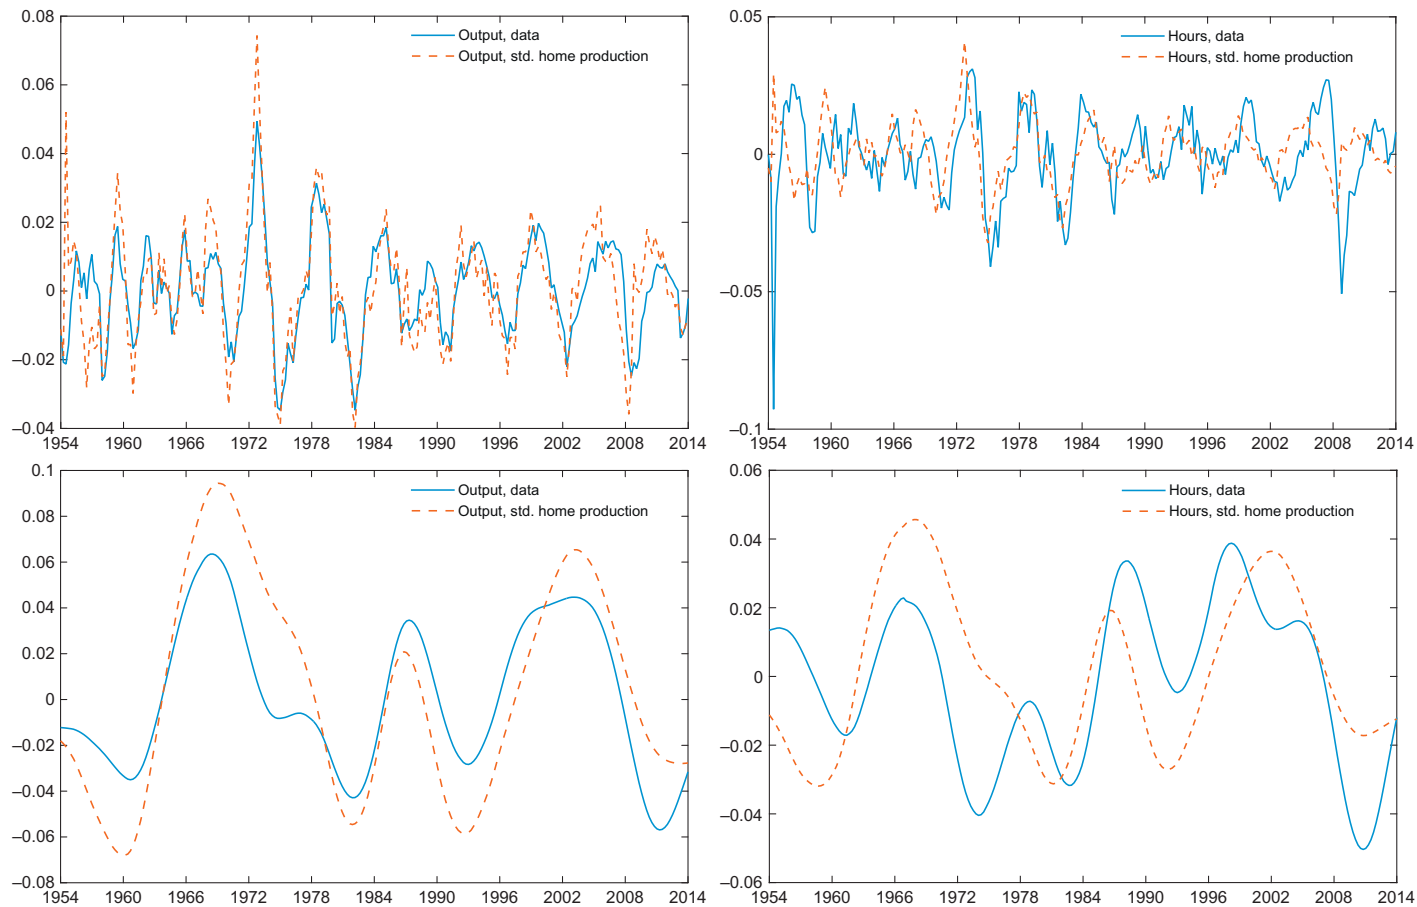 0.08
0.06
0.04
0.02
0
–0.02
–0.04
1954 1960 1966 1972 1978 1984 1990 1996 2002 2008 2014
Output, data
Output, std. home production
0.05
0
–0.05
–0.1
1954 1960 1966 1972 1978 1984 1990 1996 2002 2008 2014
Hours, data
Hours, std. home production
0.1
0.08
0.06
0.04
0.02
0
–0.02
–0.04
–0.06
–0.08
1954 1960 1966 1972 1978 1984 1990 1996 2002 2008 2014
Output, data
Output, std. home production
0.06
0.04
0.02
0
–0.02
–0.04
–0.06
1954 1960 1966 1972 1978 1984 1990 1996 2002 2008 2014
Hours, data
Hours, std. home production